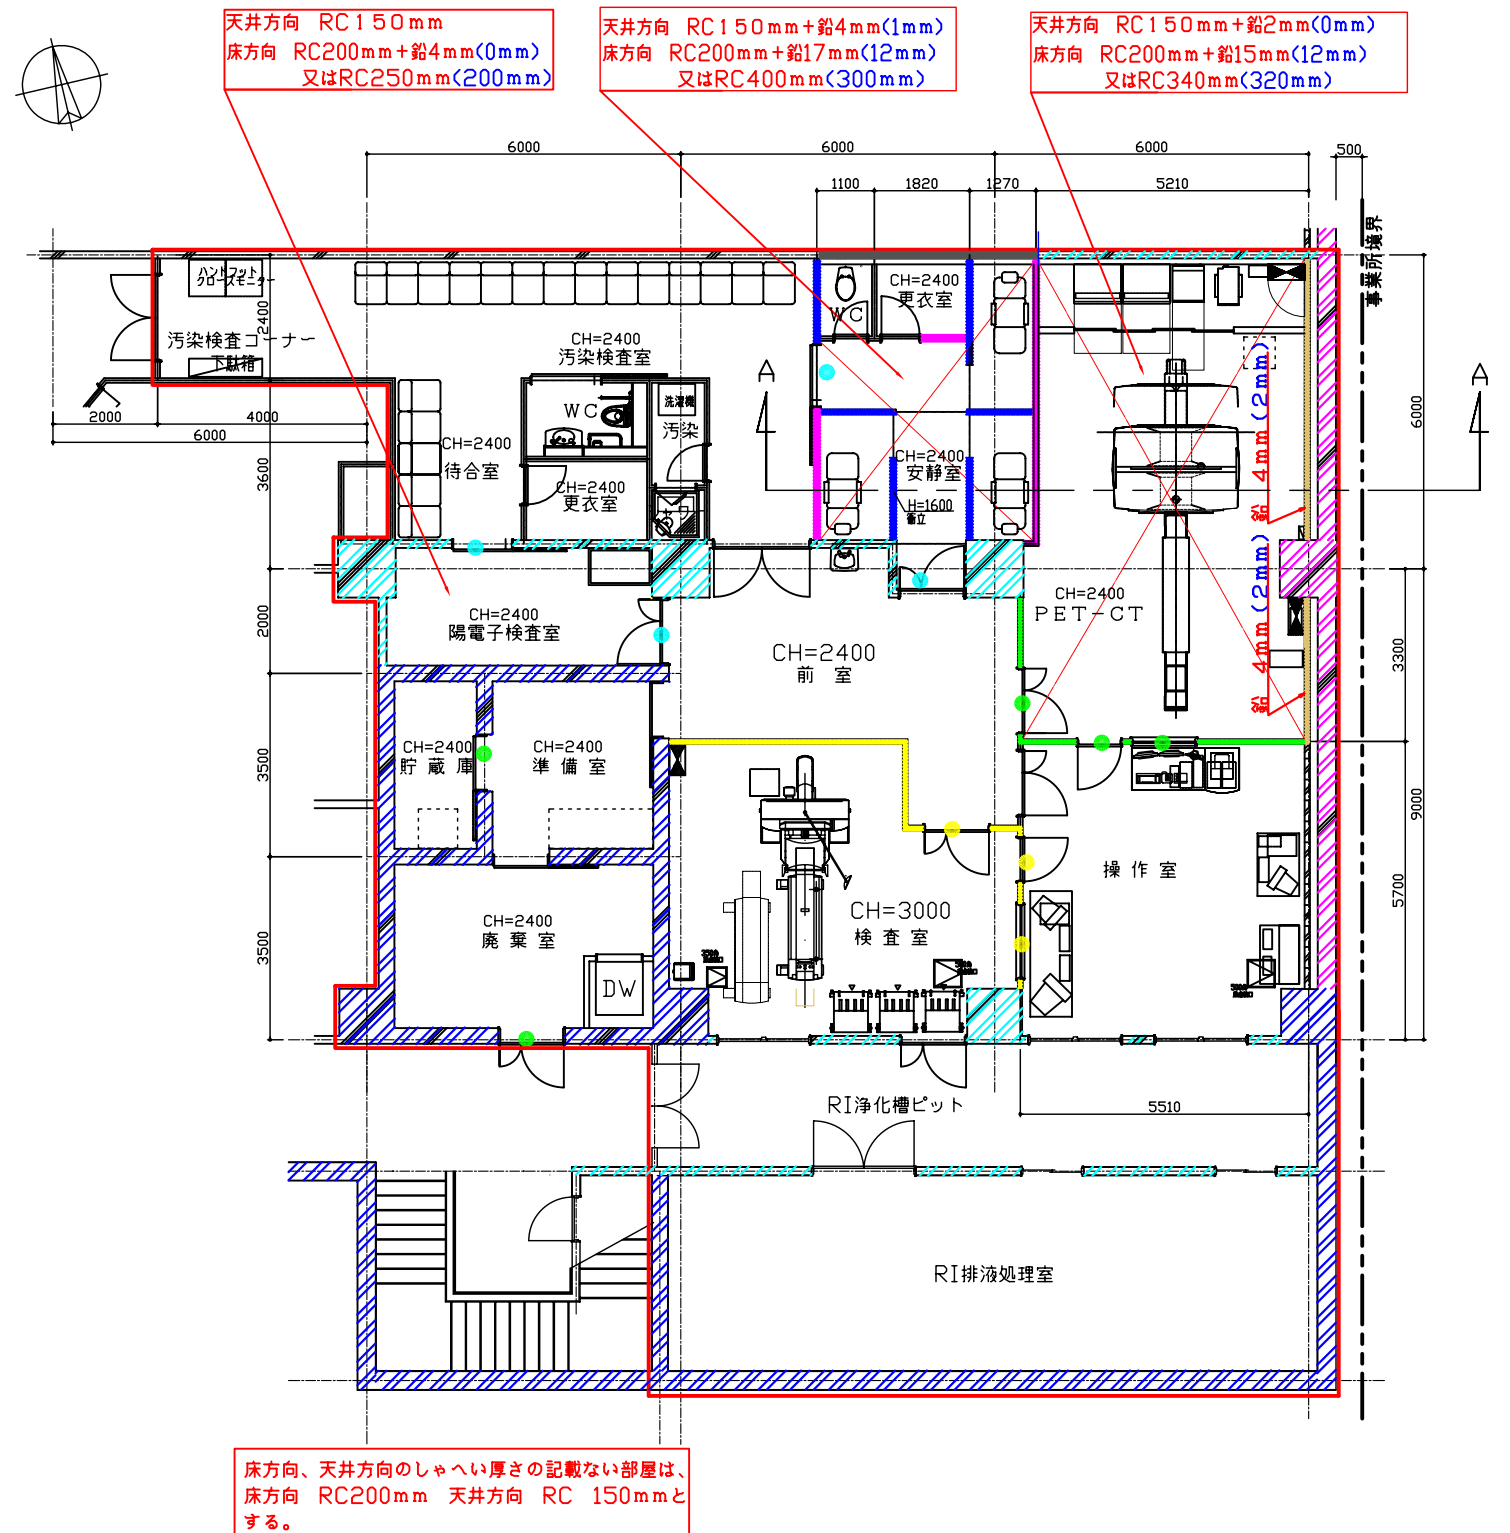 天井方向 RC150mm
床方向 RC200mm+鉛4mm(0mm)
又はRC250mm(200mm)
天井方向 RC150mm+鉛4mm(1mm)
床方向 RC200mm+鉛17mm(12mm)
又はRC400mm(300mm)
天井方向 RC150mm+鉛2mm(0mm)
床方向 RC200mm+鉛15mm(12mm)
又はRC340mm(320mm)
6000
6000
6000
500
1100
1820
1270
5210
事業所境界
ハンドフット
クローズモニター
2400
汚染検査コーナー
下駄箱
CH=2400
汚染検査室
WC
CH=2400
更衣室
A
A
2000
4000
6000
3600
CH=2400
待合室
WC
洗濯機
汚染
CH=2400
更衣室
シャワー
CH=2400
安静室
H=1600
衝立
鉛 4mm(2mm)
6000
2000
CH=2400
陽電子検査室
CH=2400
前室
CH=2400
PET-CT
鉛 4mm(2mm)
3300
3500
CH=2400
貯蔵庫
CH=2400
準備室
9000
操作室
5700
3500
CH=2400
廃棄室
DW
CH=3000
検査室
RI浄化槽ピット
5510
RI排液処理室
床方向、天井方向のしゃへい厚さの記載ない部屋は、
床方向 RC200mm 天井方向 RC 150mmと
する。